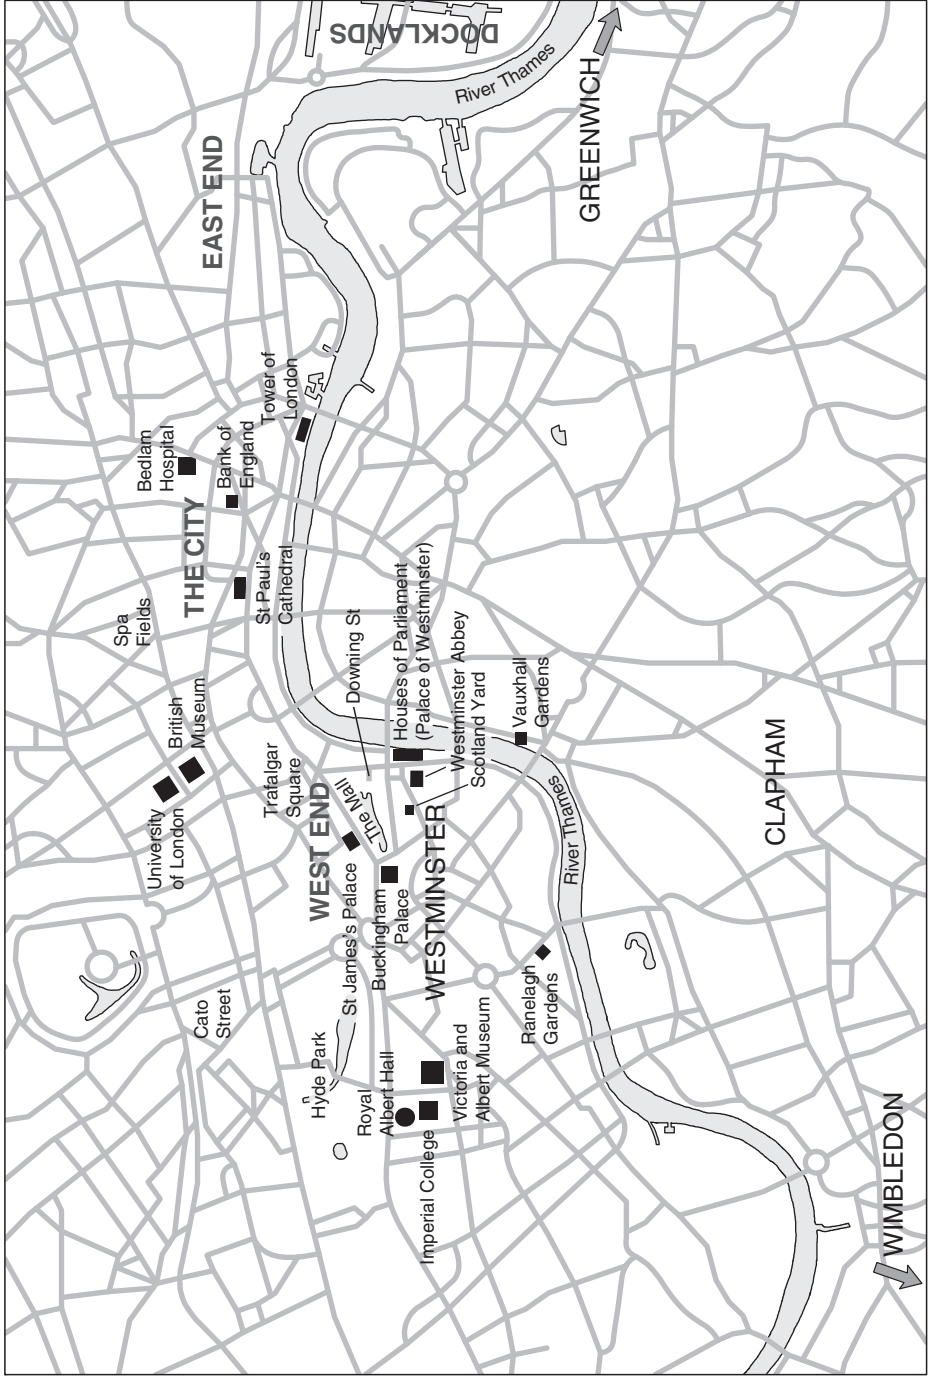 DOCKLANDS
River Thames
GREENWICH
EAST END
Tower of
London
Bedlam
Hospital
Bank of
England
THE CITY
St Paul's
Cathedral
Spa
Fields
British
Museum
University
of London
Trafalgar
Square
WEST END
The Mall
Downing St
Houses of Parliament
(Palace of Westminster)
Westminster Abbey
Scotland Yard
Vauxhall
Gardens
St James's Palace
Buckingham
Palace
WESTMINSTER
River Thames
CLAPHAM
Ranelagh
Gardens
Cato
Street
Hyde Park
Royal
Albert Hall
Victoria and
Albert Museum
Imperial College
WIMBLEDON